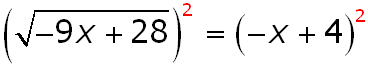 (√(-9x + 28))² = (-x + 4)²